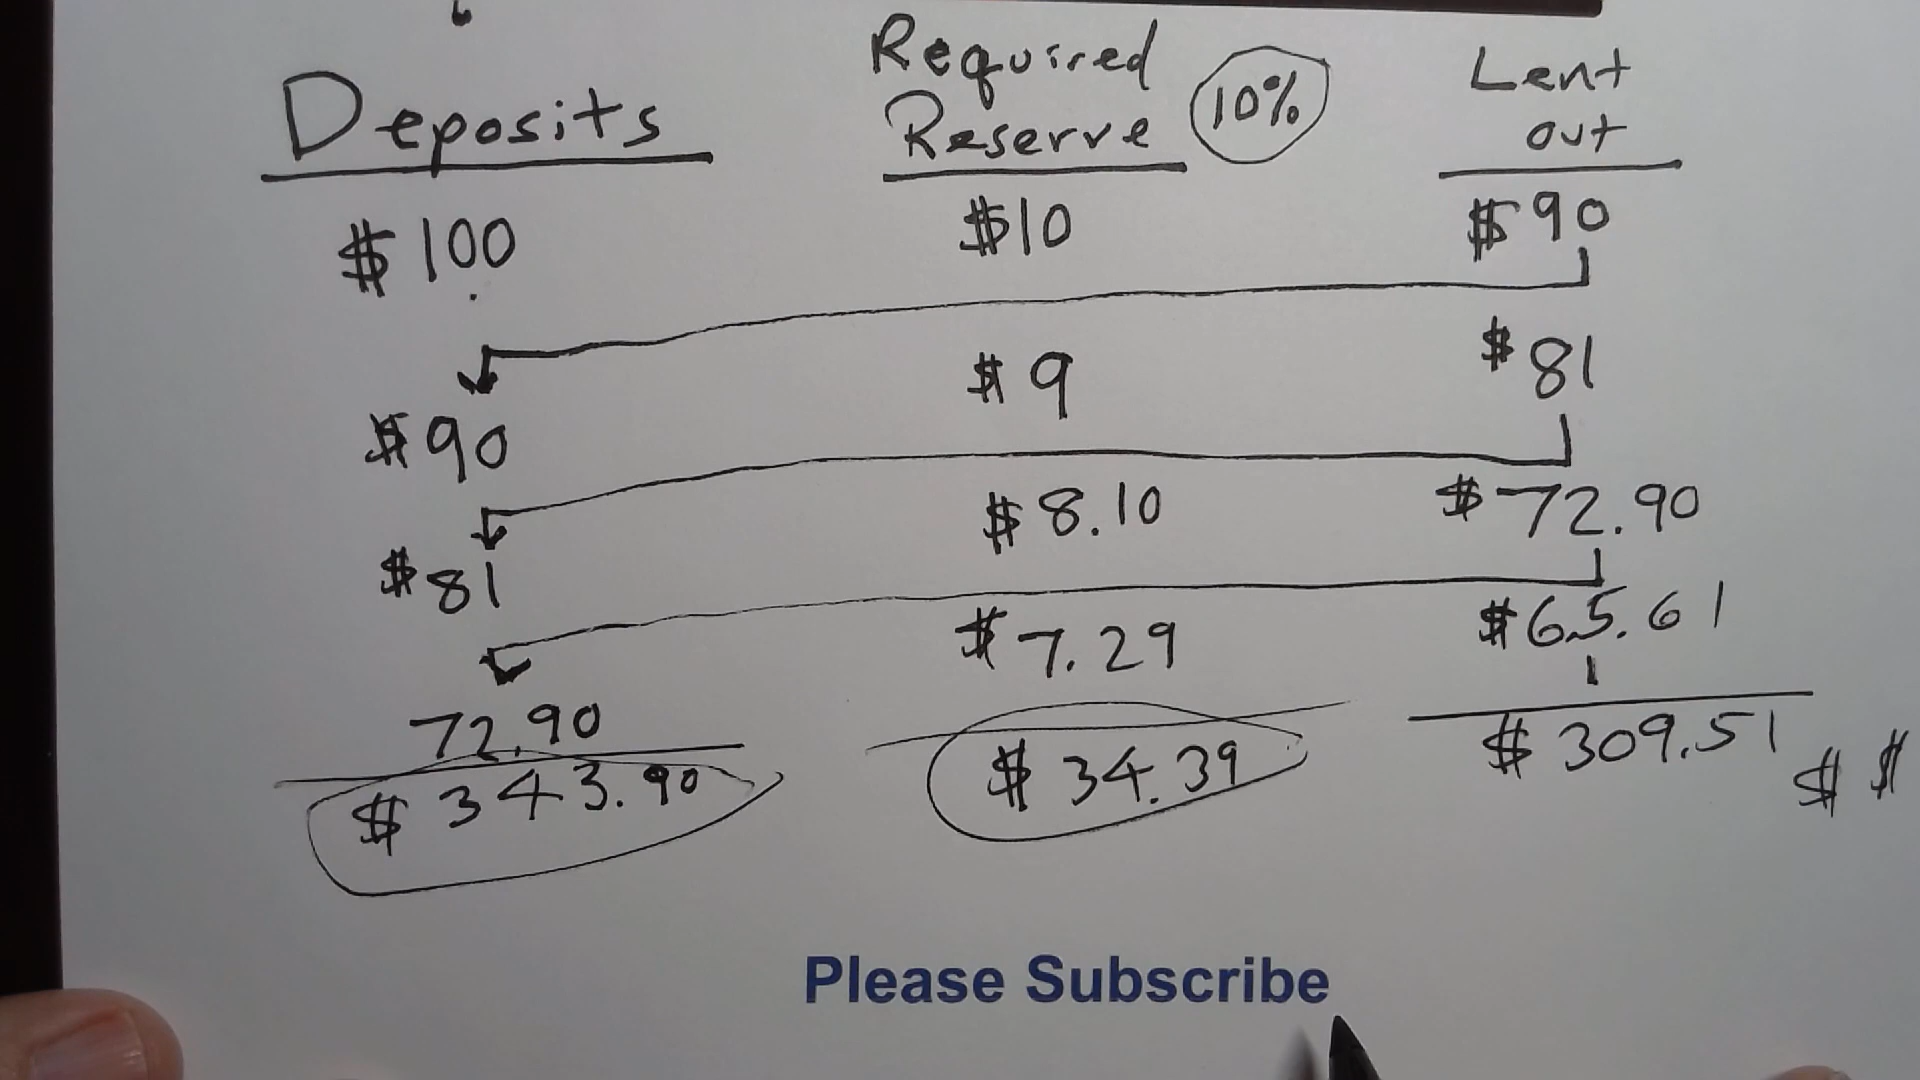 Deposits Required Reserve 10% Lent out
$100 $10 $90
$90 $9 $81
$81 $8.10 $72.90
72.90 $7.29 $65.61
$343.90 $34.39 $309.51 $ $
Please Subscribe